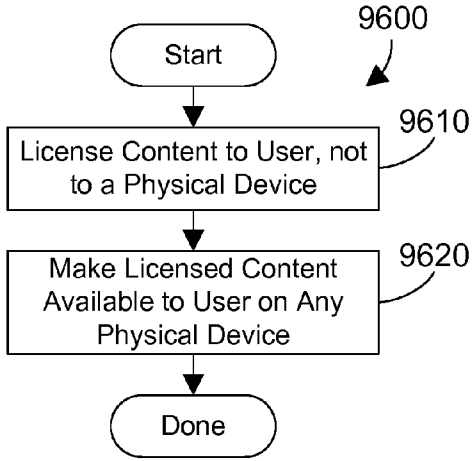 9600
Start
9610
License Content to User, not
to a Physical Device
9620
Make Licensed Content
Available to User on Any
Physical Device
Done